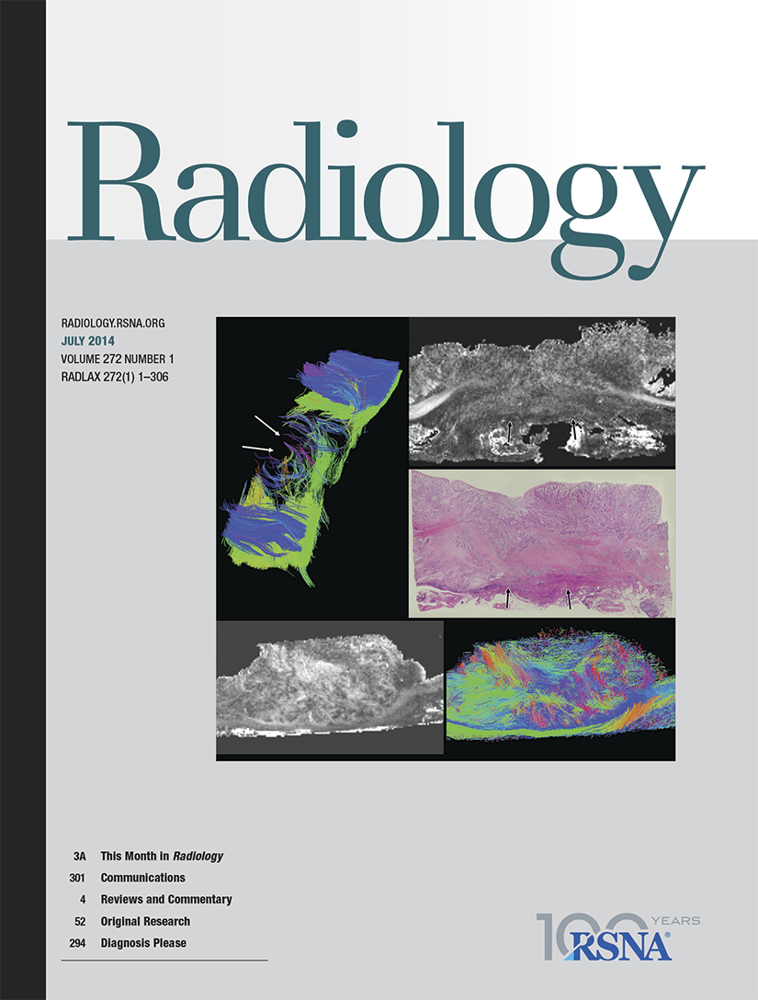 Radiology
RADIOLOGY.RSNA.ORG
JULY 2014
VOLUME 272 NUMBER 1
RADLAX 272(1) 1–306
3A This Month in Radiology
301 Communications
4 Reviews and Commentary
52 Original Research
294 Diagnosis Please
100 YEARS
RSNA®